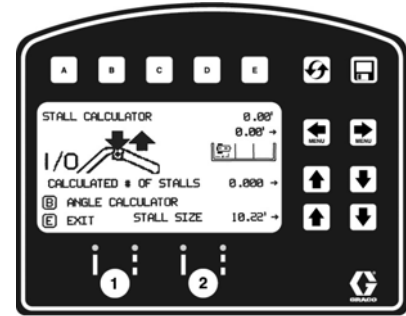 A B C D E
STALL CALCULATOR 0.00'
0.00' →
I/O
MENU MENU
CALCULATED # OF STALLS 0.000 →
B ANGLE CALCULATOR
E EXIT STALL SIZE 10.22' →
1 2
GRACO